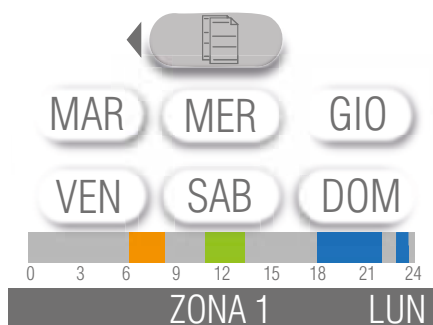 MAR MER GIO
VEN SAB DOM
0 3 6 9 12 15 18 21 24
ZONA 1 LUN